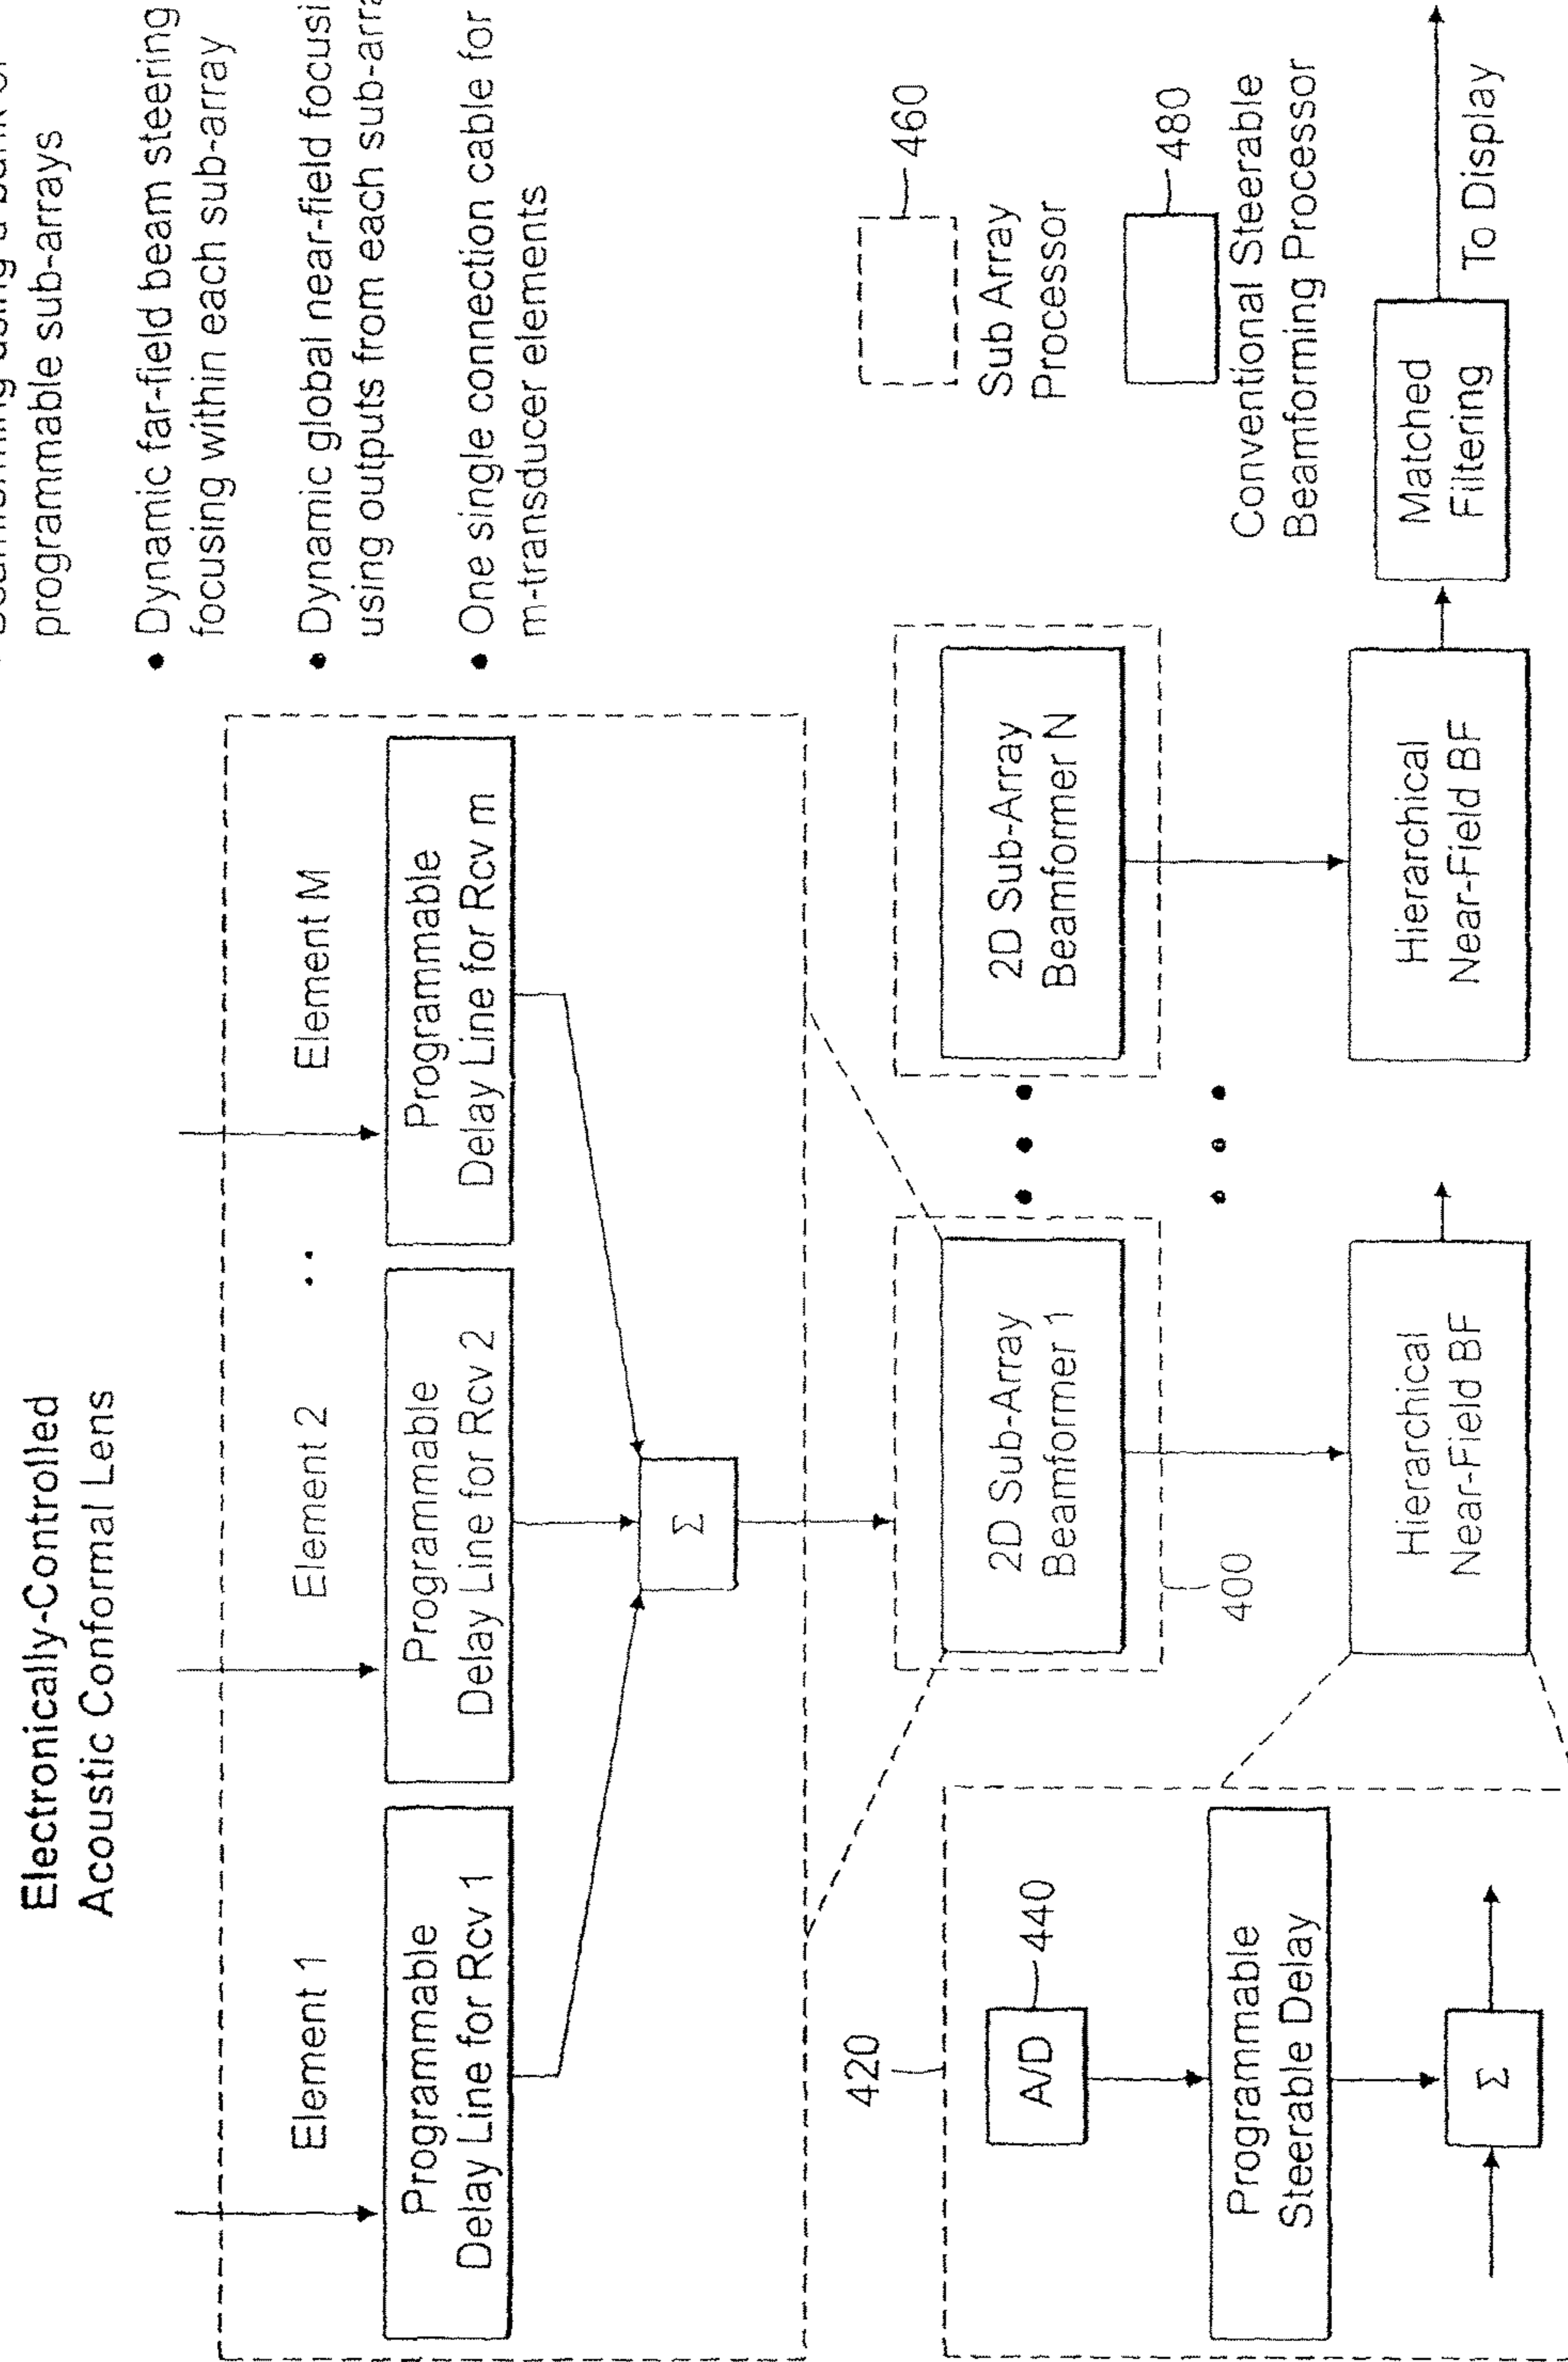 Electronically-Controlled
Acoustic Conformal Lens
programmable sub-arrays
• Dynamic far-field beam steering
focusing within each sub-array
• Dynamic global near-field
using outputs from each
• One single connection cable for
m-transducer elements
Element 1
Element 2
..
Element M
Programmable
Delay Line for Rcv 1
Programmable
Delay Line for Rcv 2
Programmable
Delay Line for Rcv m
Σ
460
Sub Array
Processor
480
Conventional Steerable
Beamforming Processor
2D Sub-Array
Beamformer 1
• • •
2D Sub-Array
Beamformer N
400
• • •
420
A/D
440
Programmable
Steerable Delay
Σ
Hierarchical
Near-Field BF
Hierarchical
Near-Field BF
Matched
Filtering
To Display